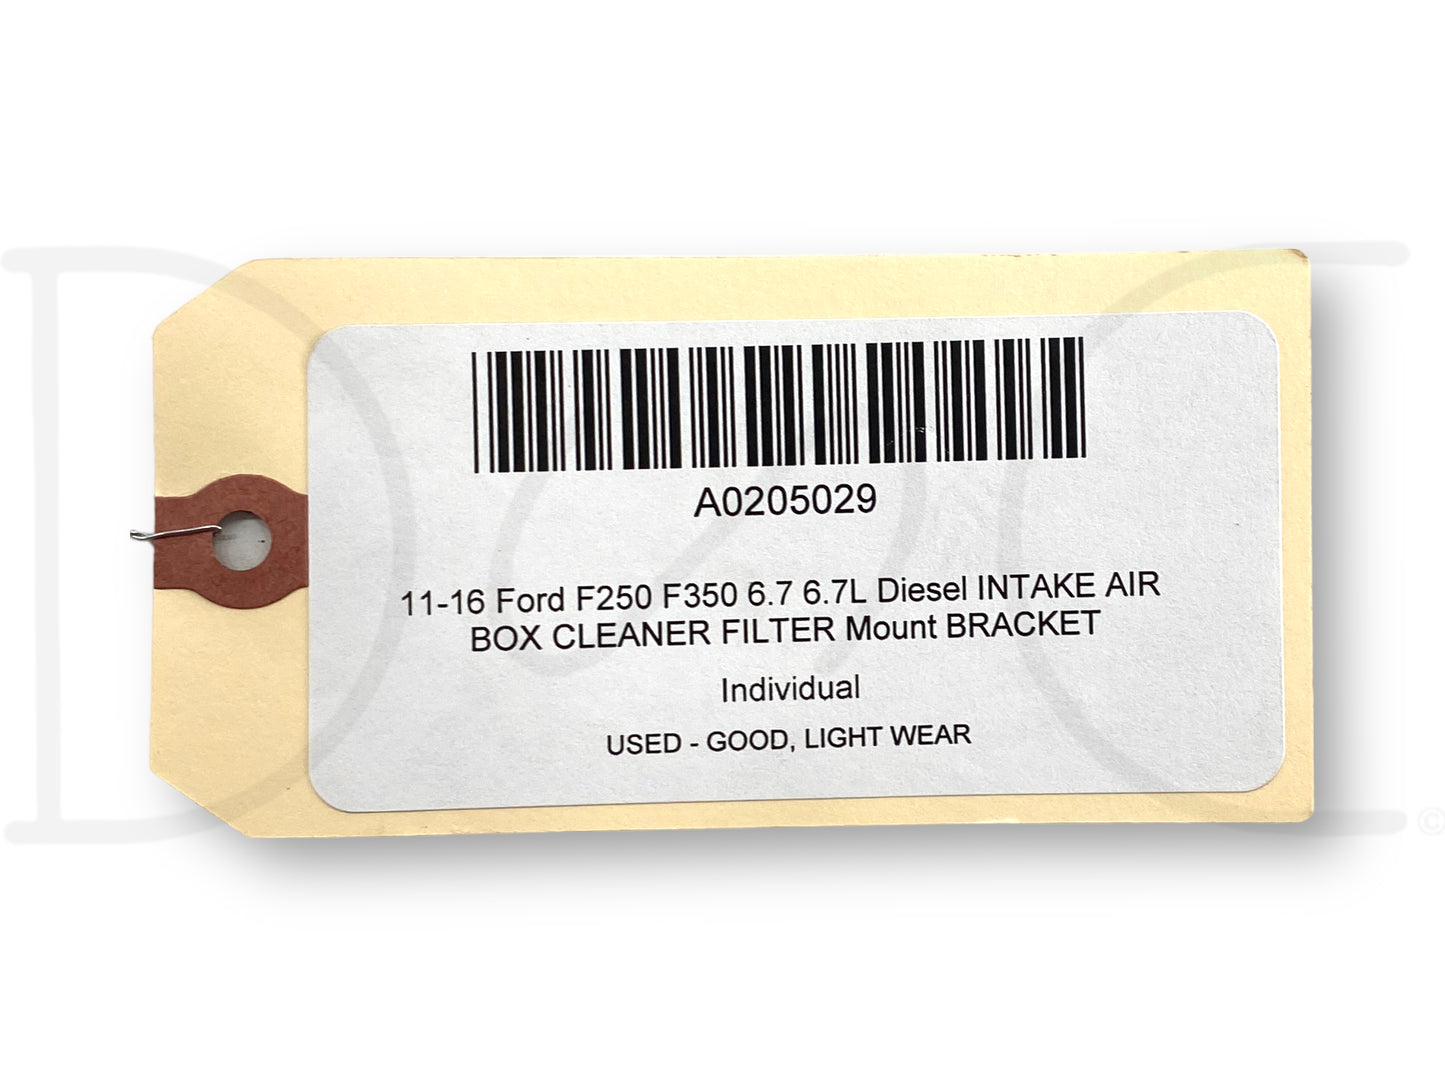 A0205029
11-16 Ford F250 F350 6.7 6.7L Diesel INTAKE AIR
BOX CLEANER FILTER Mount BRACKET
Individual
USED - GOOD, LIGHT WEAR
©